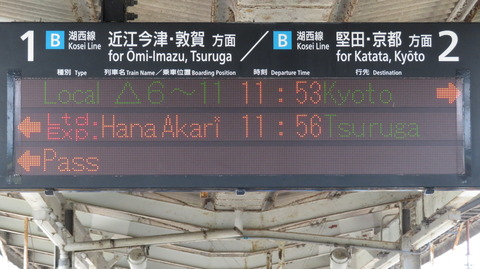 1 B 湖西線 Kosei Line 近江今津・敦賀 方面 for Ōmi-Imazu, Tsuruga / B 湖西線 Kosei Line 堅田・京都 方面 for Katata, Kyōto 2
種別 Type 列車名 Train Name / 乗車位置 Boarding Position 時刻 Departure Time 行先 Destination
Local △6〜11 11:53 Kyoto, →
← Ltd. Exp: Hana Akari 11:56 Tsuruga
← Pass